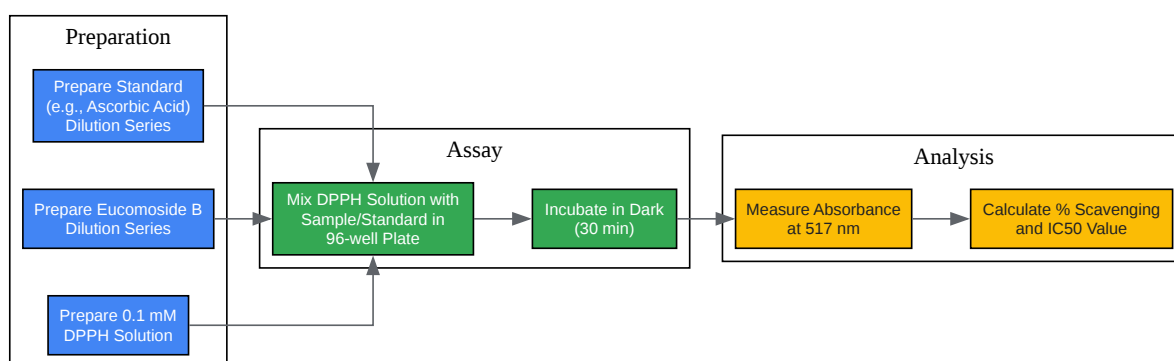 Preparation
Prepare Standard
(e.g., Ascorbic Acid)
Dilution Series
Prepare Eucomoside B
Dilution Series
Prepare 0.1 mM
DPPH Solution
Assay
Mix DPPH Solution with
Sample/Standard in
96-well Plate
Incubate in Dark
(30 min)
Analysis
Measure Absorbance
at 517 nm
Calculate % Scavenging
and IC50 Value